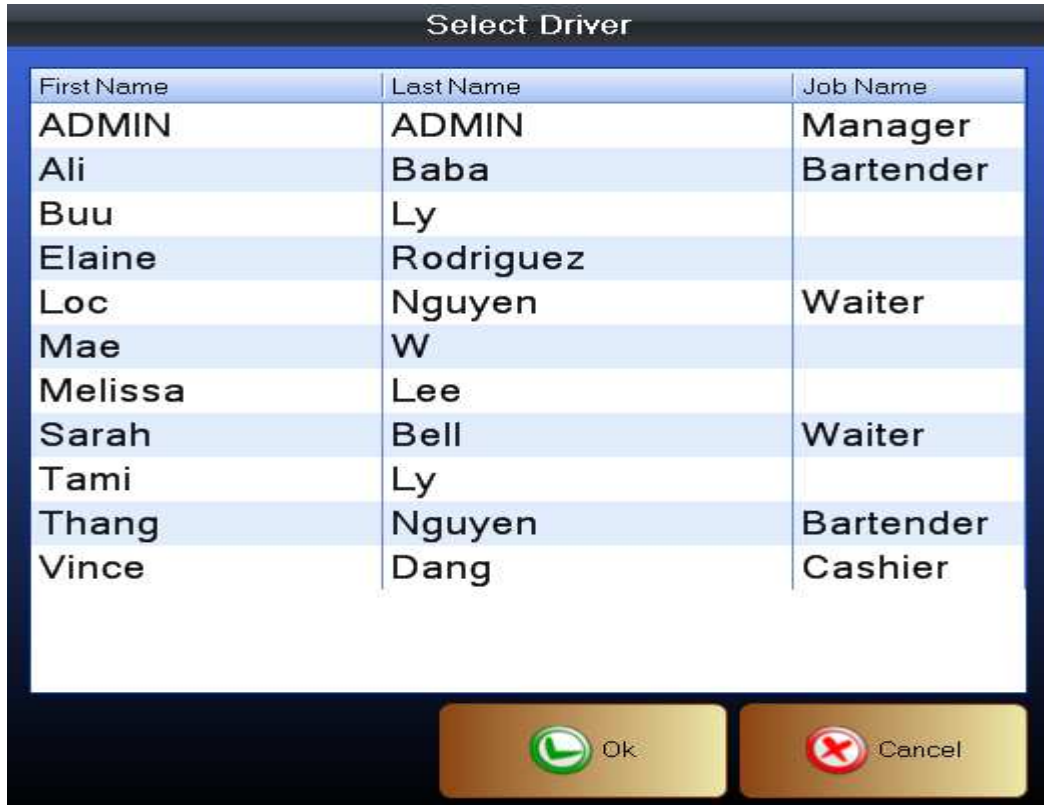 Select Driver
First Name Last Name Job Name
ADMIN ADMIN Manager
Ali Baba Bartender
Buu Ly
Elaine Rodriguez
Loc Nguyen Waiter
Mae W
Melissa Lee
Sarah Bell Waiter
Tami Ly
Thang Nguyen Bartender
Vince Dang Cashier
Ok Cancel